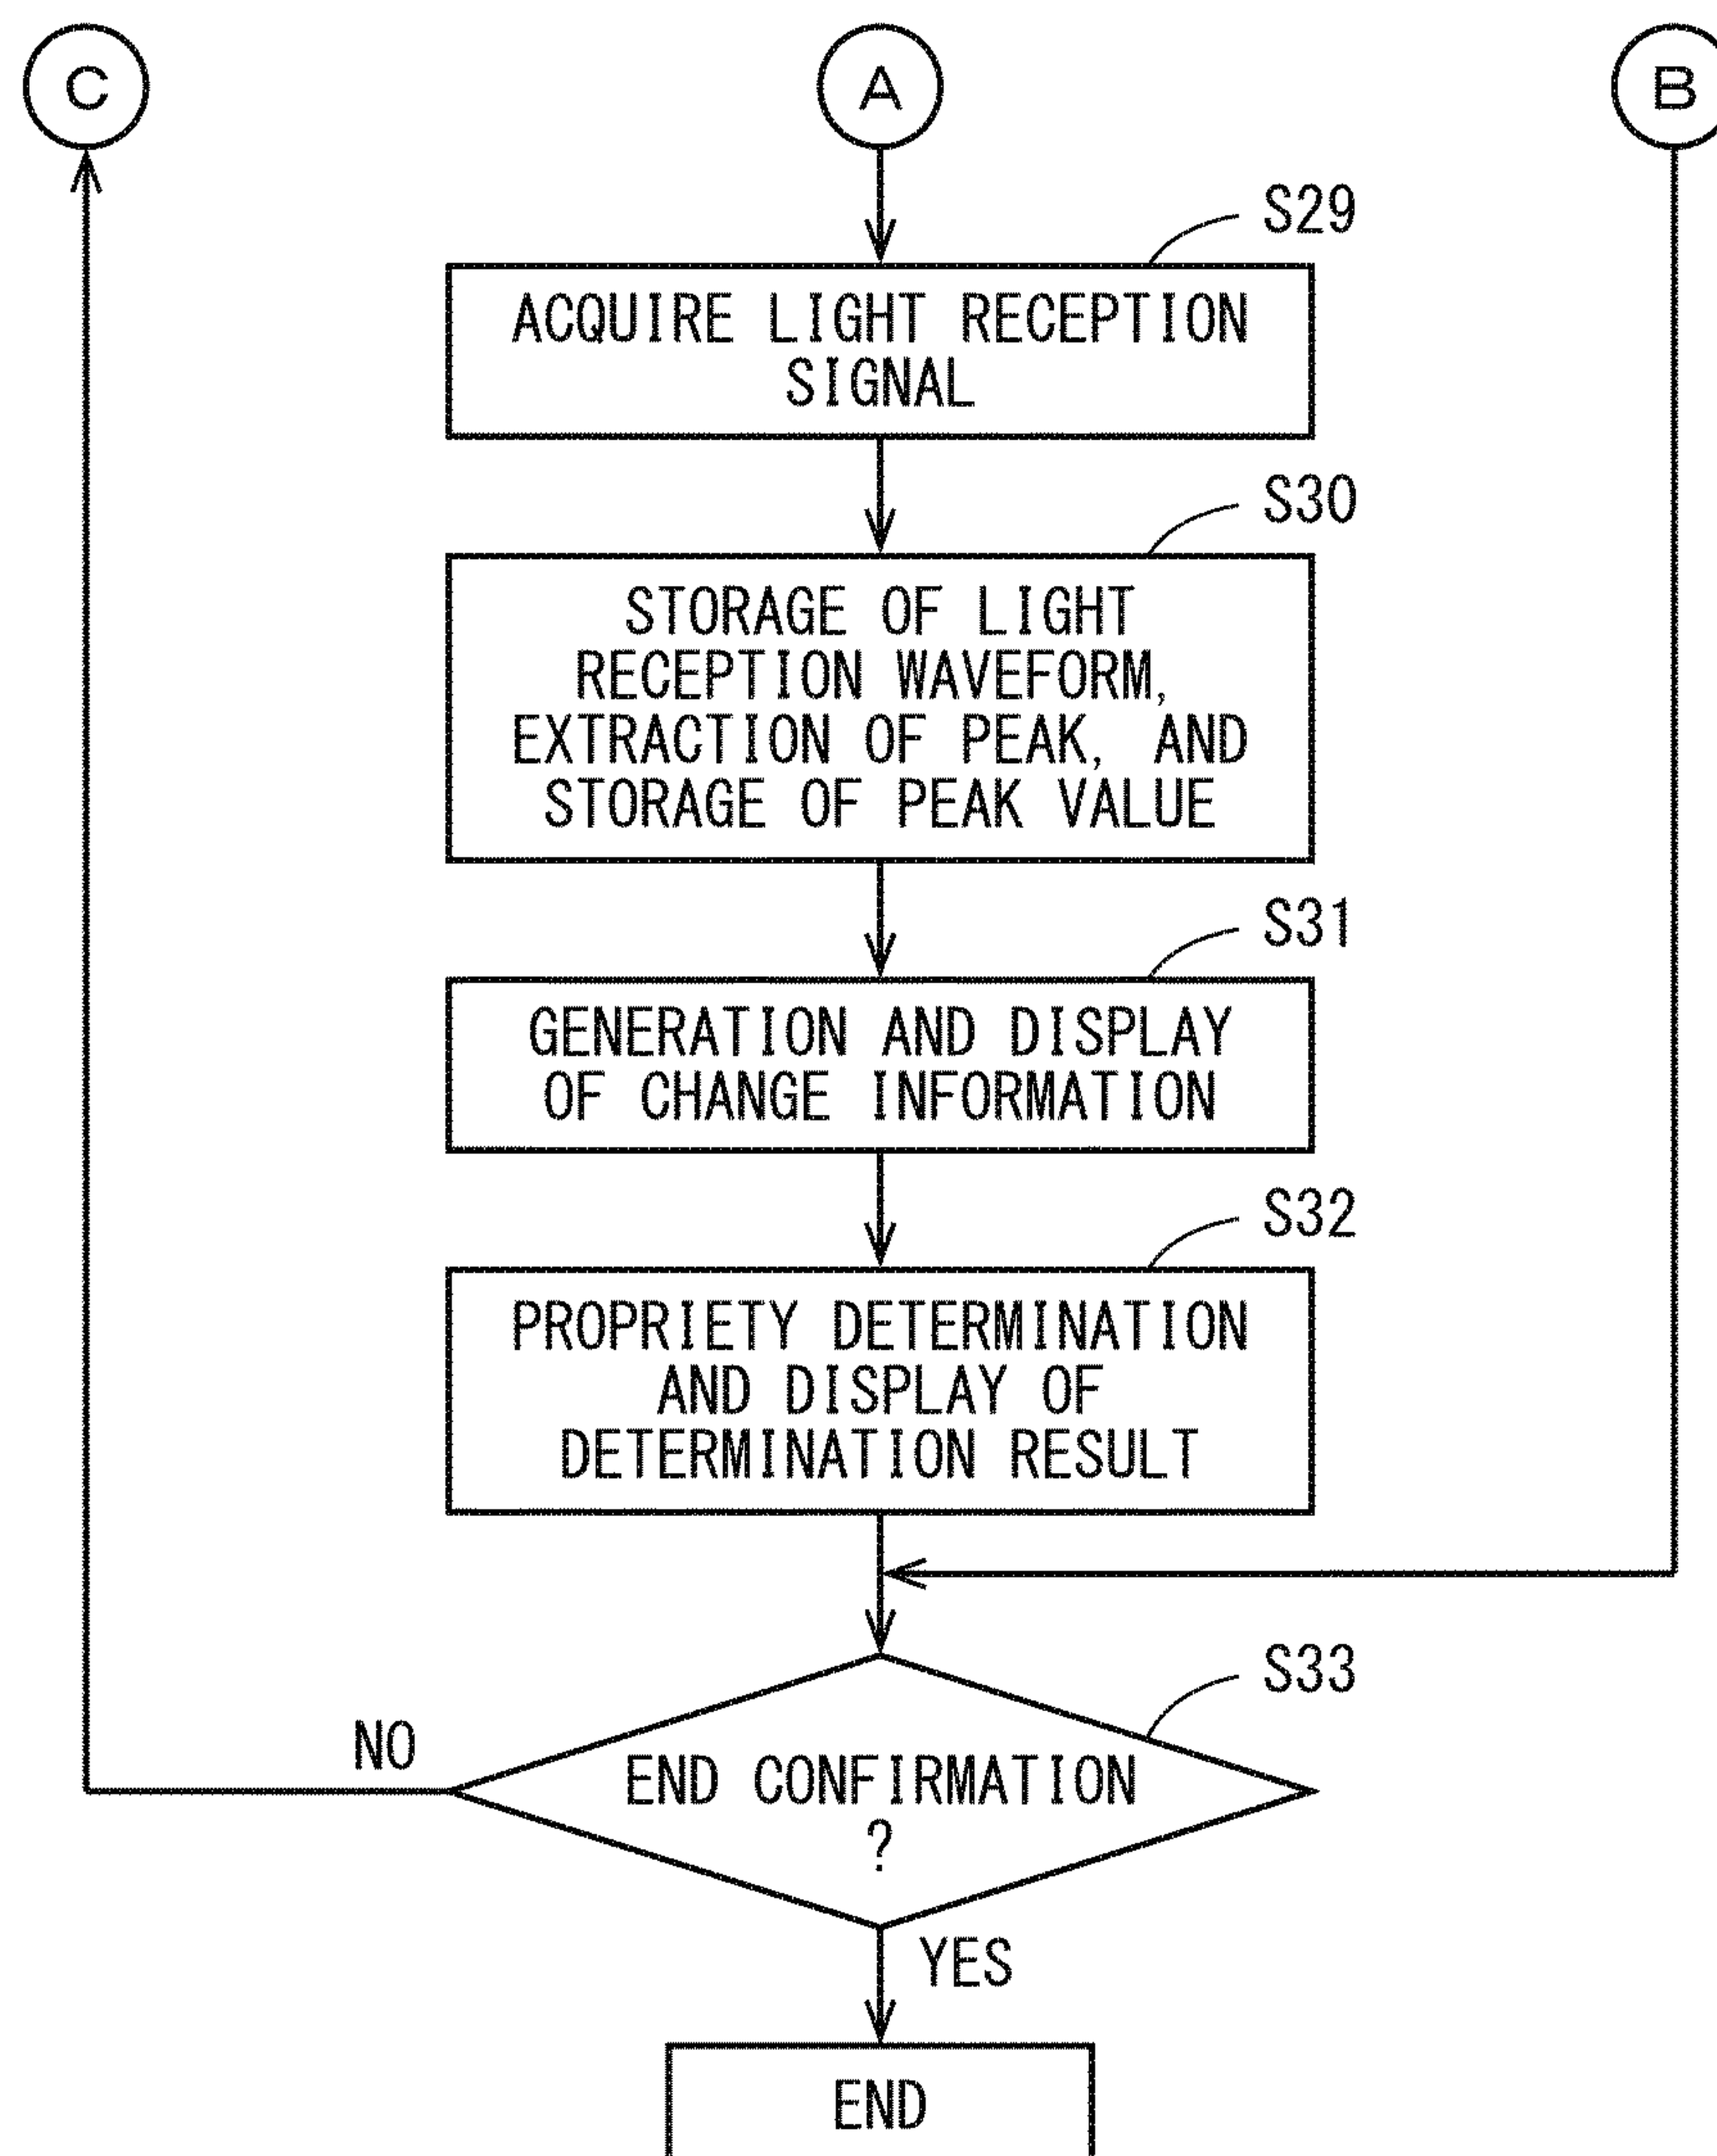 C
A
B
S29
ACQUIRE LIGHT RECEPTION
SIGNAL
S30
STORAGE OF LIGHT
RECEPTION WAVEFORM,
EXTRACTION OF PEAK, AND
STORAGE OF PEAK VALUE
S31
GENERATION AND DISPLAY
OF CHANGE INFORMATION
S32
PROPRIETY DETERMINATION
AND DISPLAY OF
DETERMINATION RESULT
S33
NO
END CONFIRMATION
?
YES
END